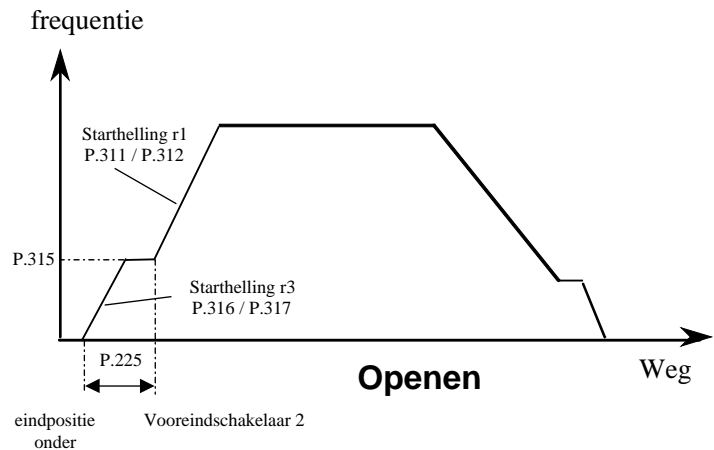 frequentie
Starthelling r1
P.311 / P.312
P.315
Starthelling r3
P.316 / P.317
P.225
Openen
Weg
eindpositie
onder
Vooreindschakelaar 2